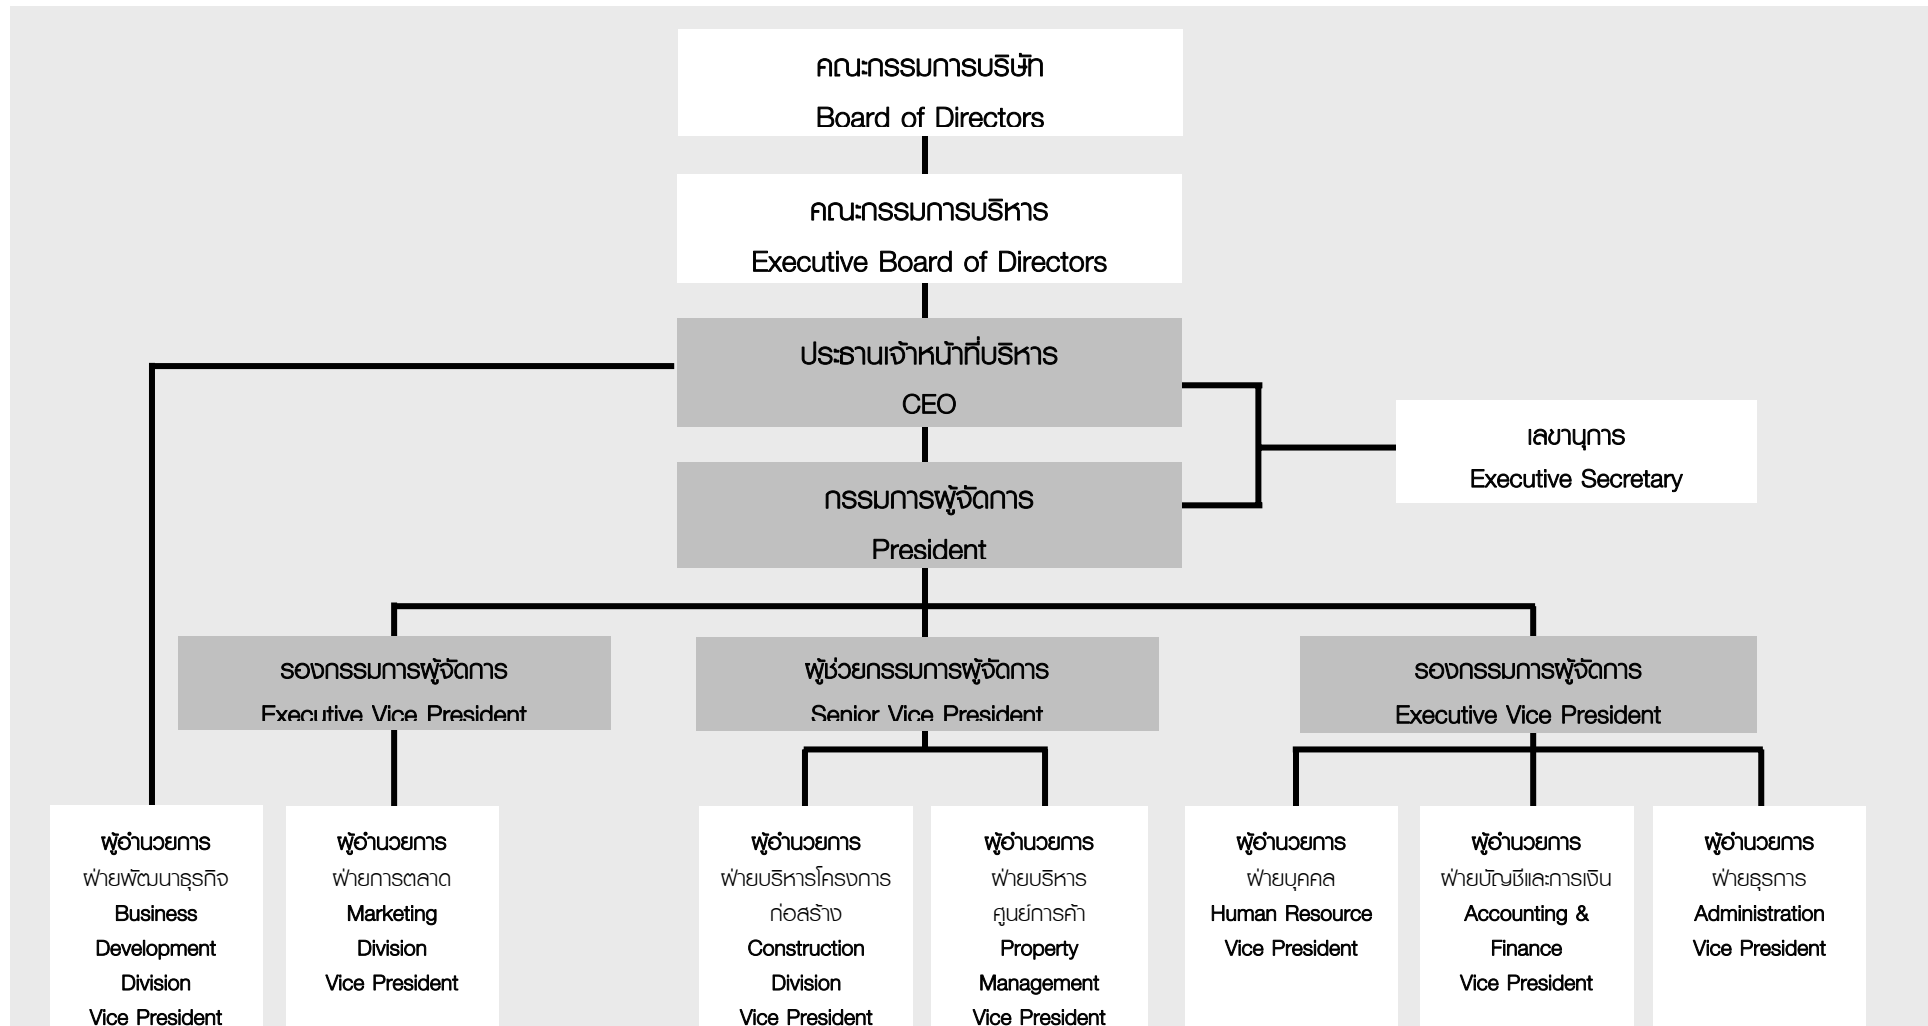 คณะกรรมการบริษัท
Board of Directors
คณะกรรมการบริหาร
Executive Board of Directors
ประธานเจ้าหน้าที่บริหาร
CEO
เลขานุการ
Executive Secretary
กรรมการผู้จัดการ
President
รองกรรมการผู้จัดการ
Executive Vice President
ผู้ช่วยกรรมการผู้จัดการ
Senior Vice President
รองกรรมการผู้จัดการ
Executive Vice President
ผู้อำนวยการ
ฝ่ายพัฒนาธุรกิจ
Business
Development
Division
Vice President
ผู้อำนวยการ
ฝ่ายการตลาด
Marketing
Division
Vice President
ผู้อำนวยการ
ฝ่ายบริหารโครงการ
ก่อสร้าง
Construction
Division
Vice President
ผู้อำนวยการ
ฝ่ายบริหาร
ศูนย์การค้า
Property
Management
Vice President
ผู้อำนวยการ
ฝ่ายบุคคล
Human Resource
Vice President
ผู้อำนวยการ
ฝ่ายบัญชีและการเงิน
Accounting &
Finance
Vice President
ผู้อำนวยการ
ฝ่ายธุรการ
Administration
Vice President